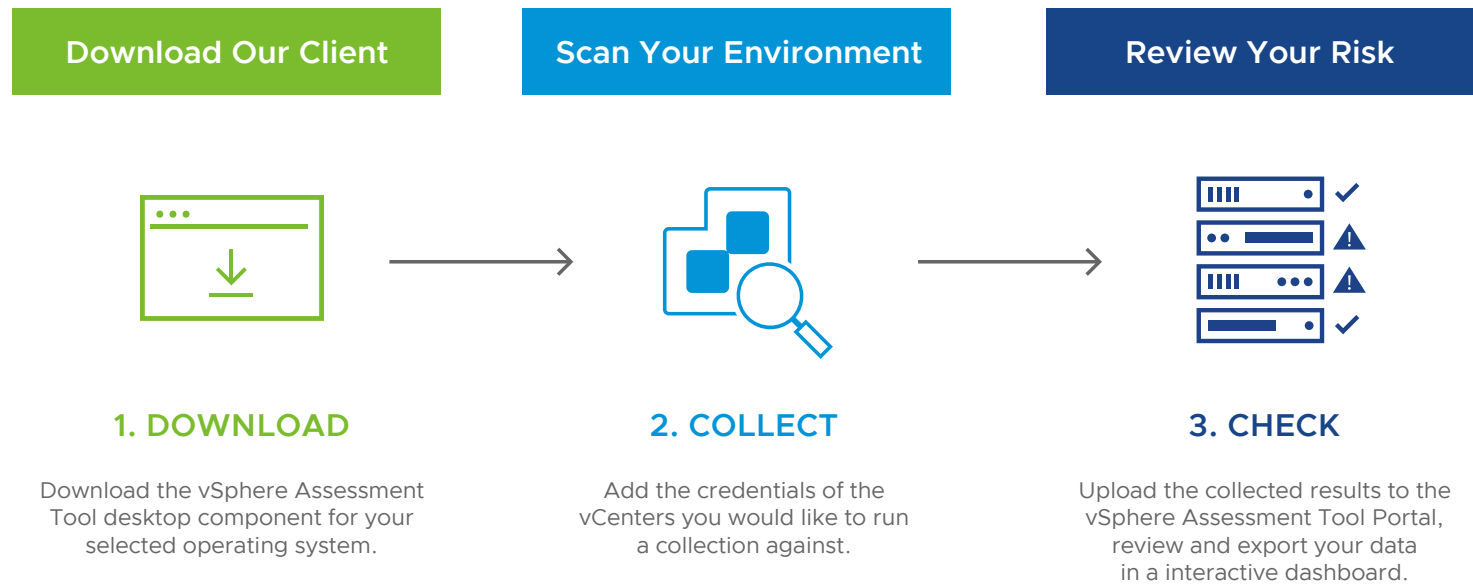 Download Our Client
Scan Your Environment
Review Your Risk
1. DOWNLOAD
2. COLLECT
3. CHECK
Download the vSphere Assessment
Tool desktop component for your
selected operating system.
Add the credentials of the
vCenters you would like to run
a collection against.
Upload the collected results to the
vSphere Assessment Tool Portal,
review and export your data
in a interactive dashboard.